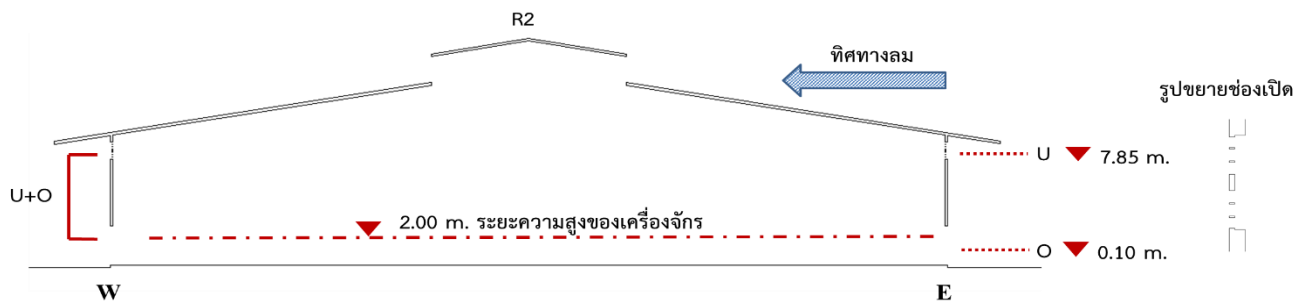 R2
ทิศทางลม
รูปขยายช่องเปิด
U 7.85 m.
U+O
2.00 m. ระยะความสูงของเครื่องจักร
O 0.10 m.
W E